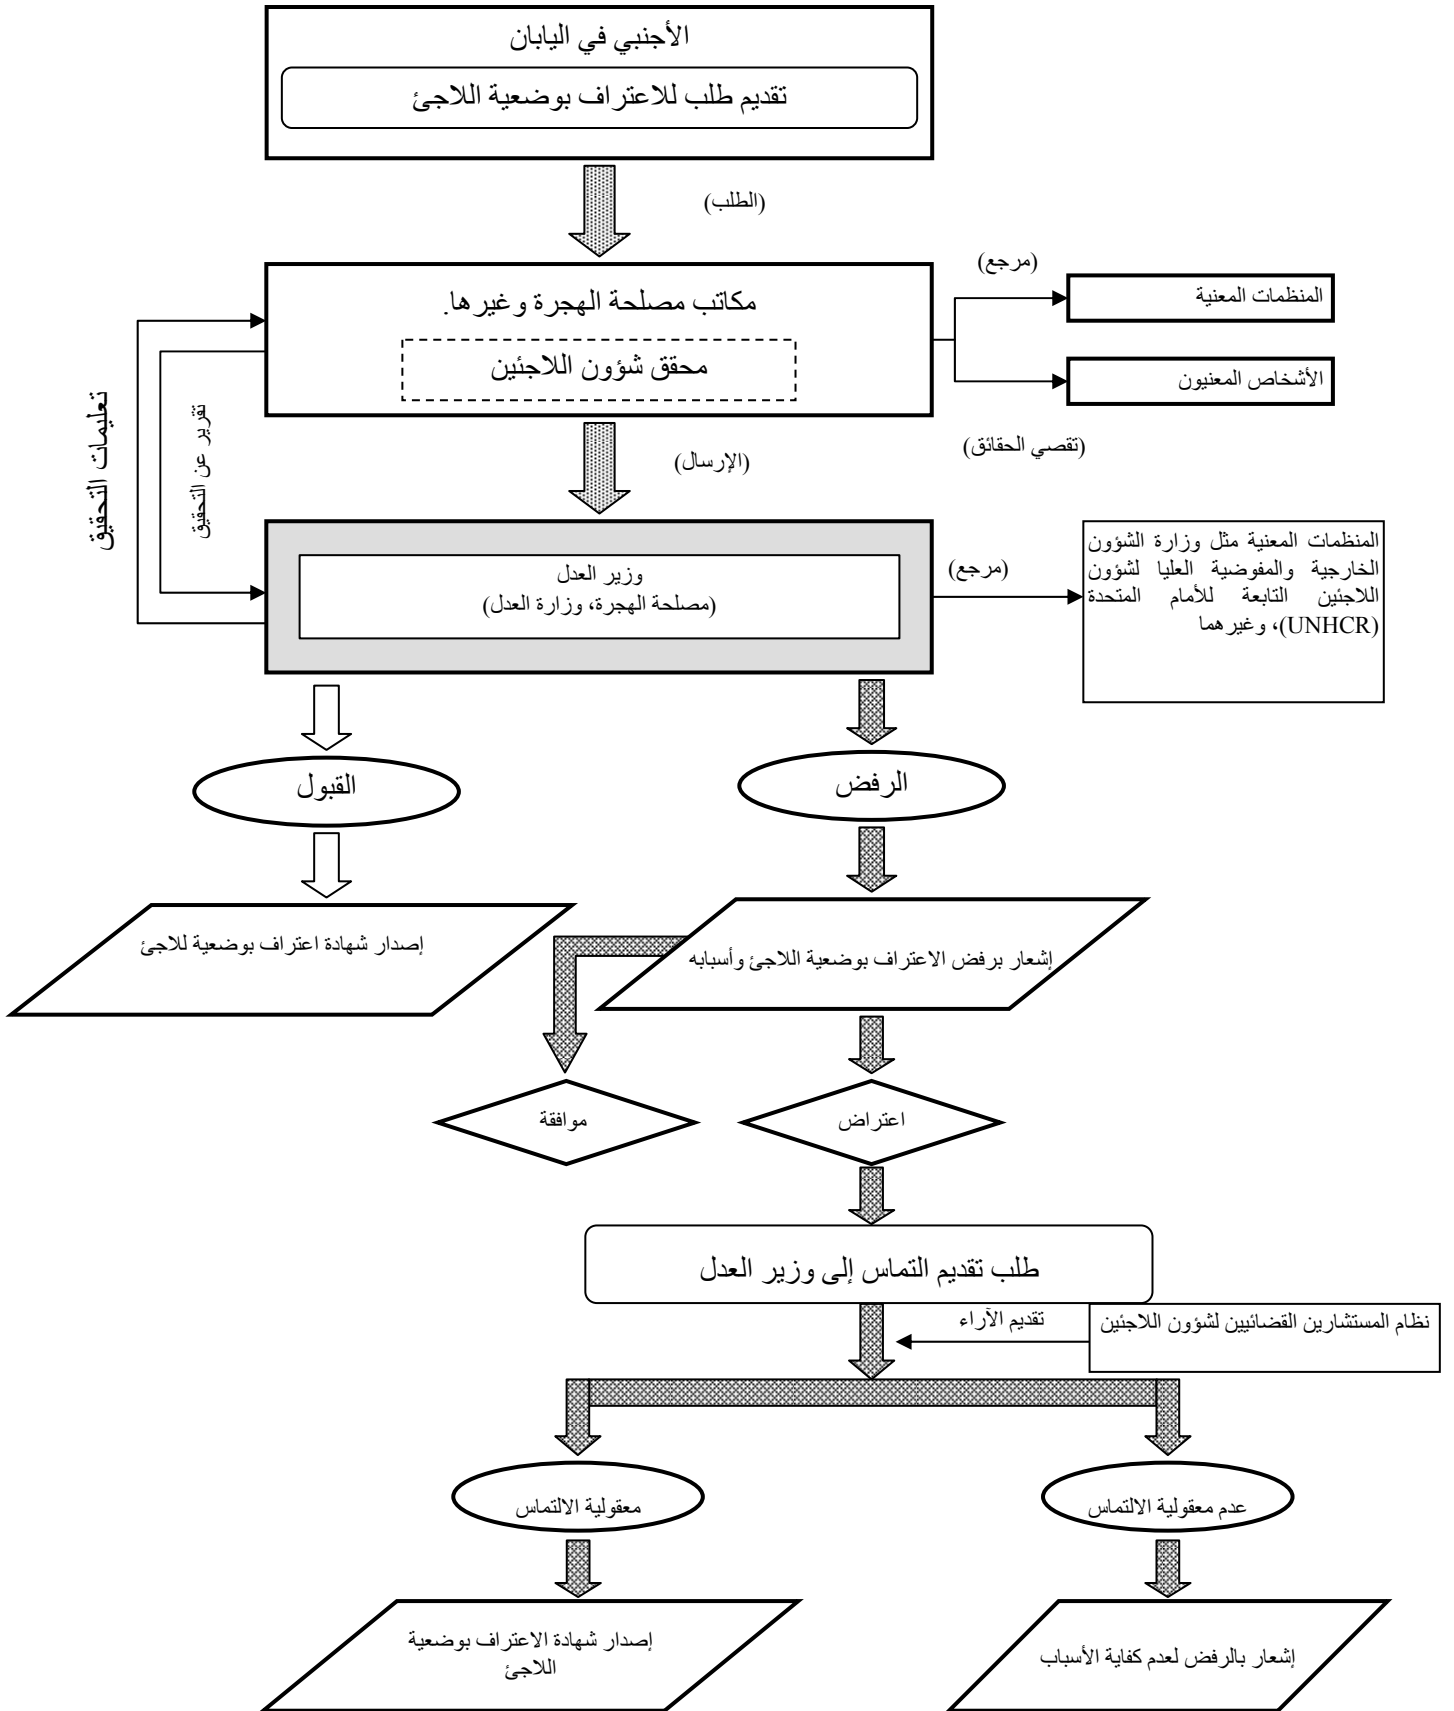 الأجنبي في اليابان
تقديم طلب للاعتراف بوضعية اللاجئ
(الطلب)
مكاتب مصلحة الهجرة وغيرها.
محقق شؤون اللاجئين
(مرجع)
المنظمات المعنية
الأشخاص المعنيون
(تقصي الحقائق)
تعليمات التحقيق
تقرير عن التحقيق
(الإرسال)
وزير العدل
(مصلحة الهجرة، وزارة العدل)
(مرجع)
المنظمات المعنية مثل وزارة الشؤون
الخارجية والمفوضية العليا لشؤون
اللاجئين التابعة للأمام المتحدة
(UNHCR)، وغيرهما
الرفض
القبول
إشعار برفض الاعتراف بوضعية اللاجئ وأسبابه
إصدار شهادة اعتراف بوضعية للاجئ
اعتراض
موافقة
طلب تقديم التماس إلى وزير العدل
نظام المستشارين القضائيين لشؤون اللاجئين
تقديم الآراء
عدم معقولية الالتماس
معقولية الالتماس
إشعار بالرفض لعدم كفاية الأسباب
إصدار شهادة الاعتراف بوضعية
اللاجئ